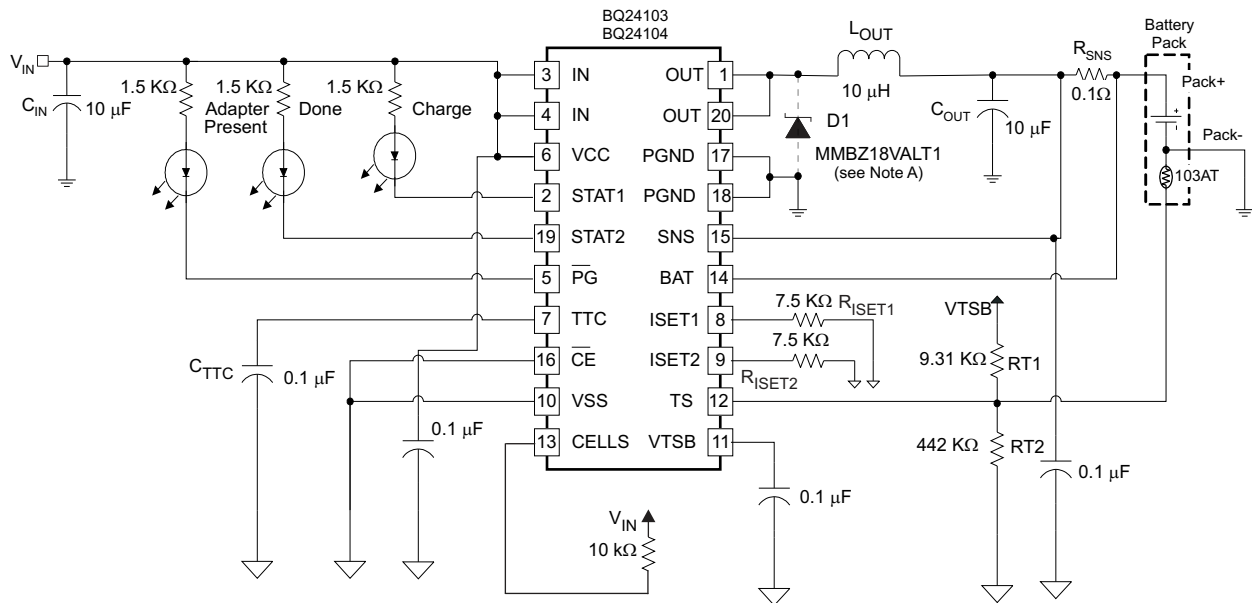 BQ24103
BQ24104
VIN
CIN
10 μF
1.5 KΩ
Adapter
Present
1.5 KΩ
Done
1.5 KΩ
Charge
3
IN
4
IN
6
VCC
2
STAT1
19
STAT2
5
PG
7
TTC
16
CE
10
VSS
13
CELLS
OUT
1
OUT
20
PGND
17
PGND
18
SNS
15
BAT
14
ISET1
8
ISET2
9
TS
12
VTSB
11
LOUT
10 μH
D1
MMBZ18VALT1
(see Note A)
COUT
10 μF
RSNS
0.1Ω
Battery
Pack
Pack+
+
-
Pack-
103AT
7.5 KΩ
RISET1
7.5 KΩ
RISET2
VTSB
9.31 KΩ
RT1
442 KΩ
RT2
0.1 μF
CTTC
0.1 μF
0.1 μF
0.1 μF
VIN
10 kΩ